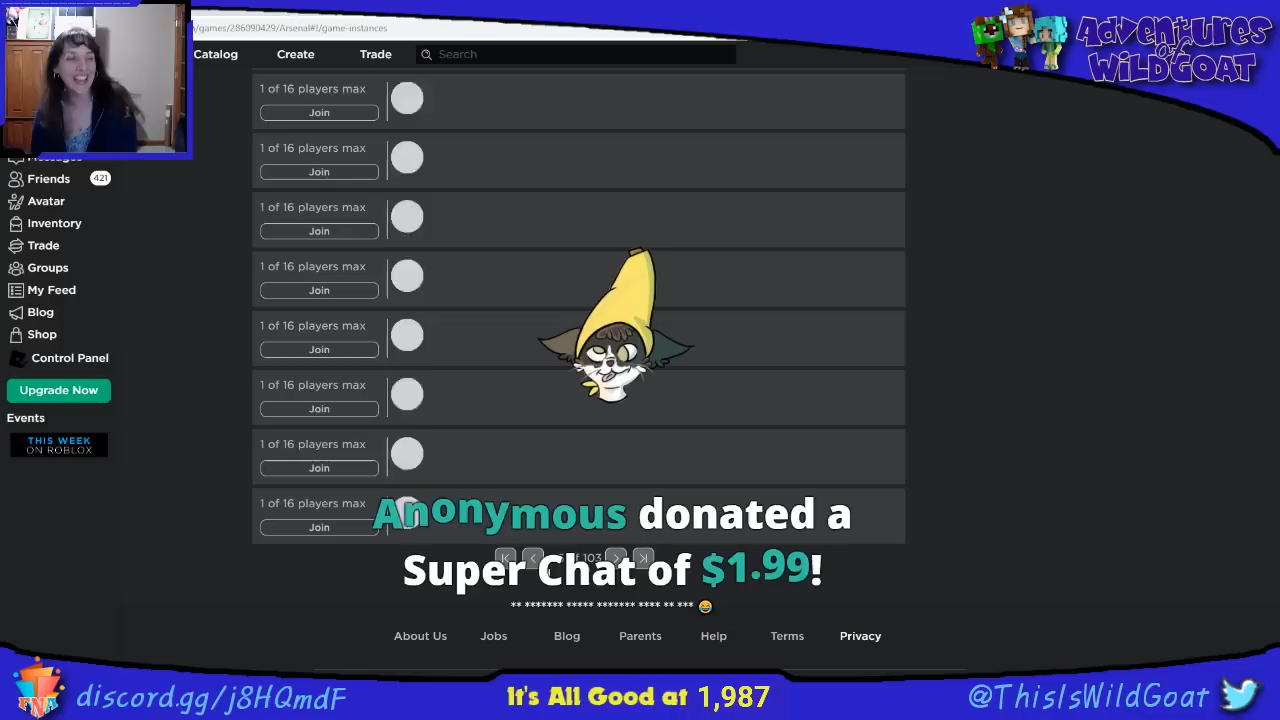 n/games/286090429/Arsenal#!/game-instances
Adventures
of
WiLDGOAT
Catalog
Create
Trade
Search
1 of 16 players max
Join
1 of 16 players max
Join
1 of 16 players max
Join
1 of 16 players max
Join
1 of 16 players max
Join
1 of 16 players max
Join
1 of 16 players max
Join
1 of 16 players max
Join
Messages
Friends
421
Avatar
Inventory
Trade
Groups
My Feed
Blog
Shop
Control Panel
Upgrade Now
Events
THIS WEEK
ON ROBLOX
Anonymous donated a
Super Chat of $1.99!
of 103
** ******* ***** ******* **** ** *** 😂
About Us
Jobs
Blog
Parents
Help
Terms
Privacy
FNA
discord.gg/j8HQmdF
It's All Good at 1,987
@ThisIsWildGoat